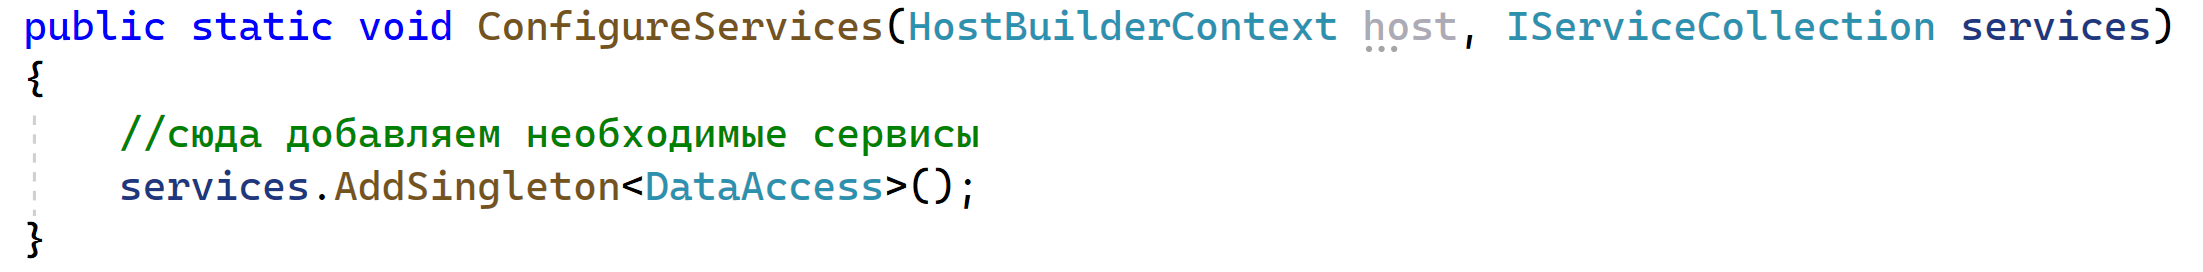 public static void ConfigureServices(HostBuilderContext host, IServiceCollection services)
{
    //сюда добавляем необходимые сервисы
    services.AddSingleton<DataAccess>();
}